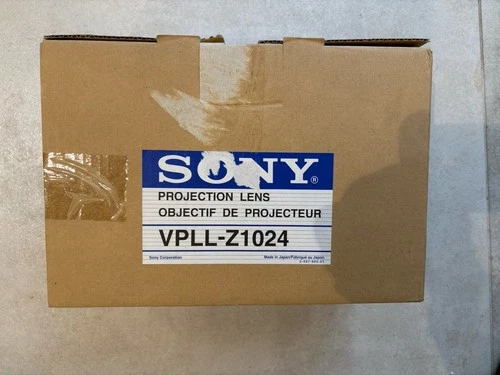 SONY®
PROJECTION LENS
OBJECTIF DE PROJECTEUR
VPLL-Z1024
Sony Corporation
Made in Japan/Fabriqué au Japon